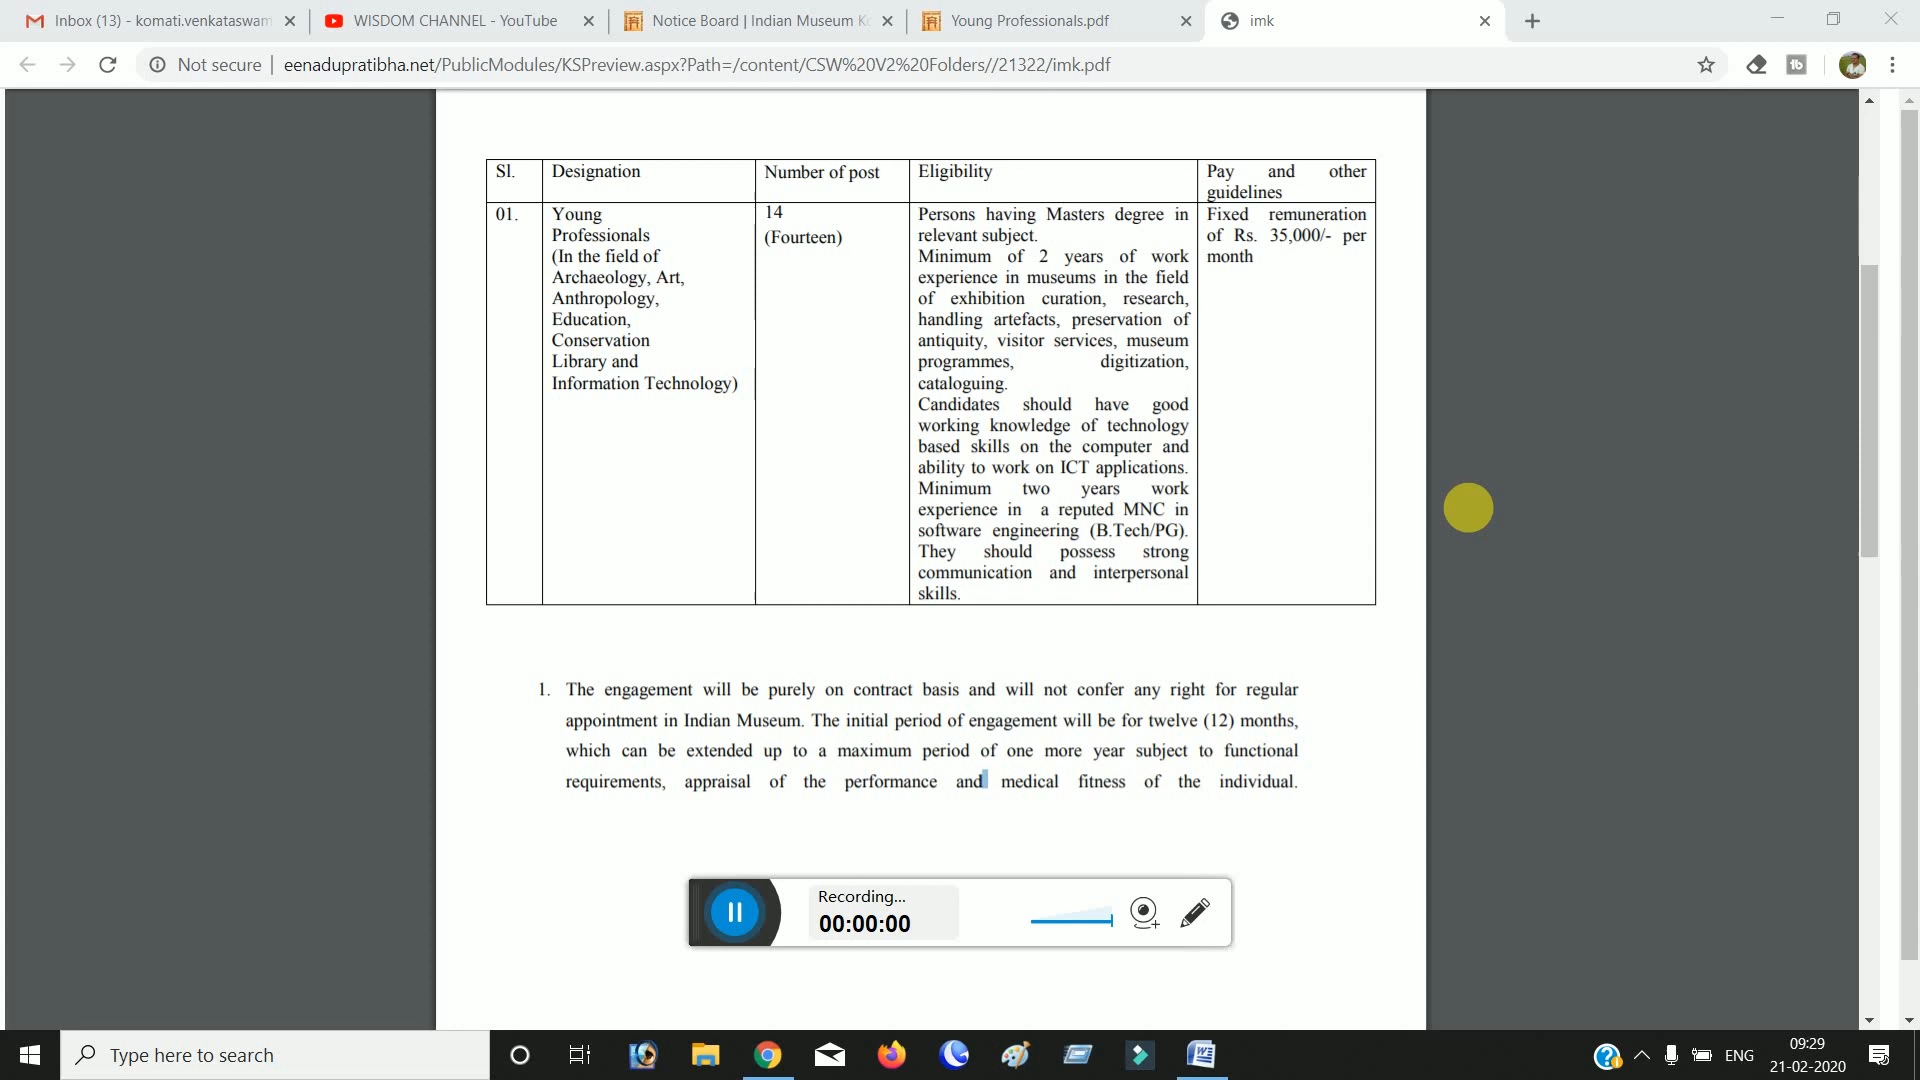 Inbox (13) - komati.venkataswam
WISDOM CHANNEL - YouTube
Notice Board | Indian Museum Ko
Young Professionals.pdf
imk
Not secure
eenadupratibha.net/PublicModules/KSPreview.aspx?Path=/content/CSW%20V2%20Folders//21322/imk.pdf
Sl.
Designation
Number of post
Eligibility
Pay and other
guidelines
01.
Young
Professionals
(In the field of
Archaeology, Art,
Anthropology,
Education,
Conservation
Library and
Information Technology)
14
(Fourteen)
Persons having Masters degree in
relevant subject.
Minimum of 2 years of work
experience in museums in the field
of exhibition curation, research,
handling artefacts, preservation of
antiquity, visitor services, museum
programmes, digitization,
cataloguing.
Candidates should have good
working knowledge of technology
based skills on the computer and
ability to work on ICT applications.
Minimum two years work
experience in a reputed MNC in
software engineering (B.Tech/PG).
They should possess strong
communication and interpersonal
skills.
Fixed remuneration
of Rs. 35,000/- per
month
1. The engagement will be purely on contract basis and will not confer any right for regular
appointment in Indian Museum. The initial period of engagement will be for twelve (12) months,
which can be extended up to a maximum period of one more year subject to functional
requirements, appraisal of the performance and medical fitness of the individual.
Recording...
00:00:00
Type here to search
ENG
09:29
21-02-2020